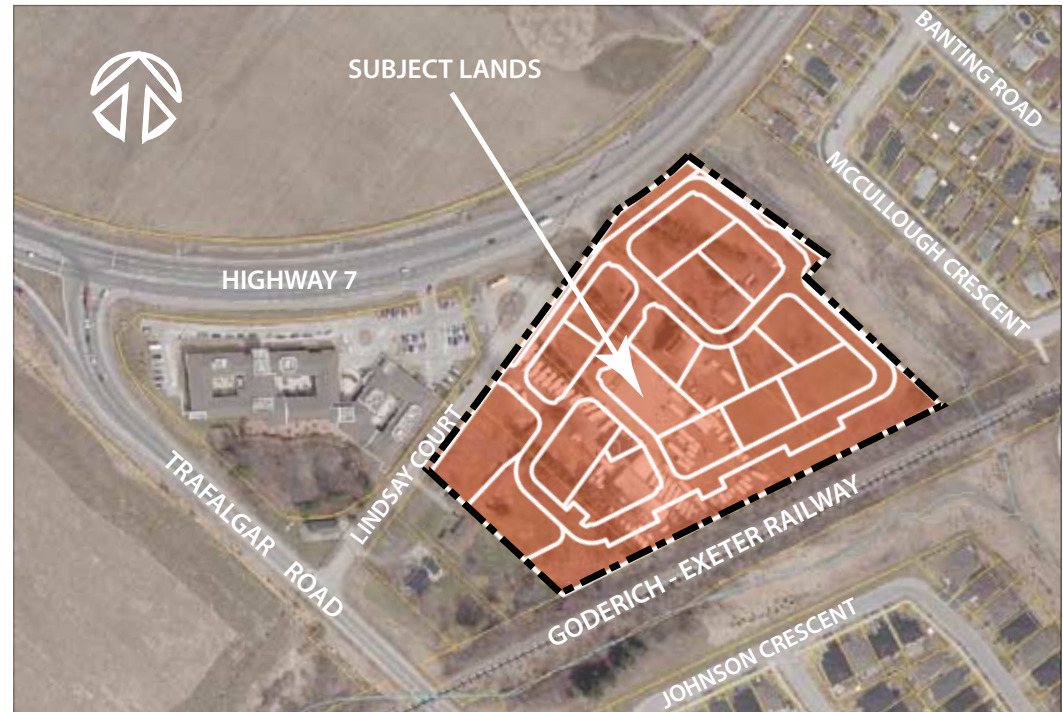 BANTING ROAD
SUBJECT LANDS
MCCULLOUGH CRESCENT
HIGHWAY 7
LINDSAY COURT
TRAFALGAR ROAD
GODERICH - EXETER RAILWAY
JOHNSON CRESCENT